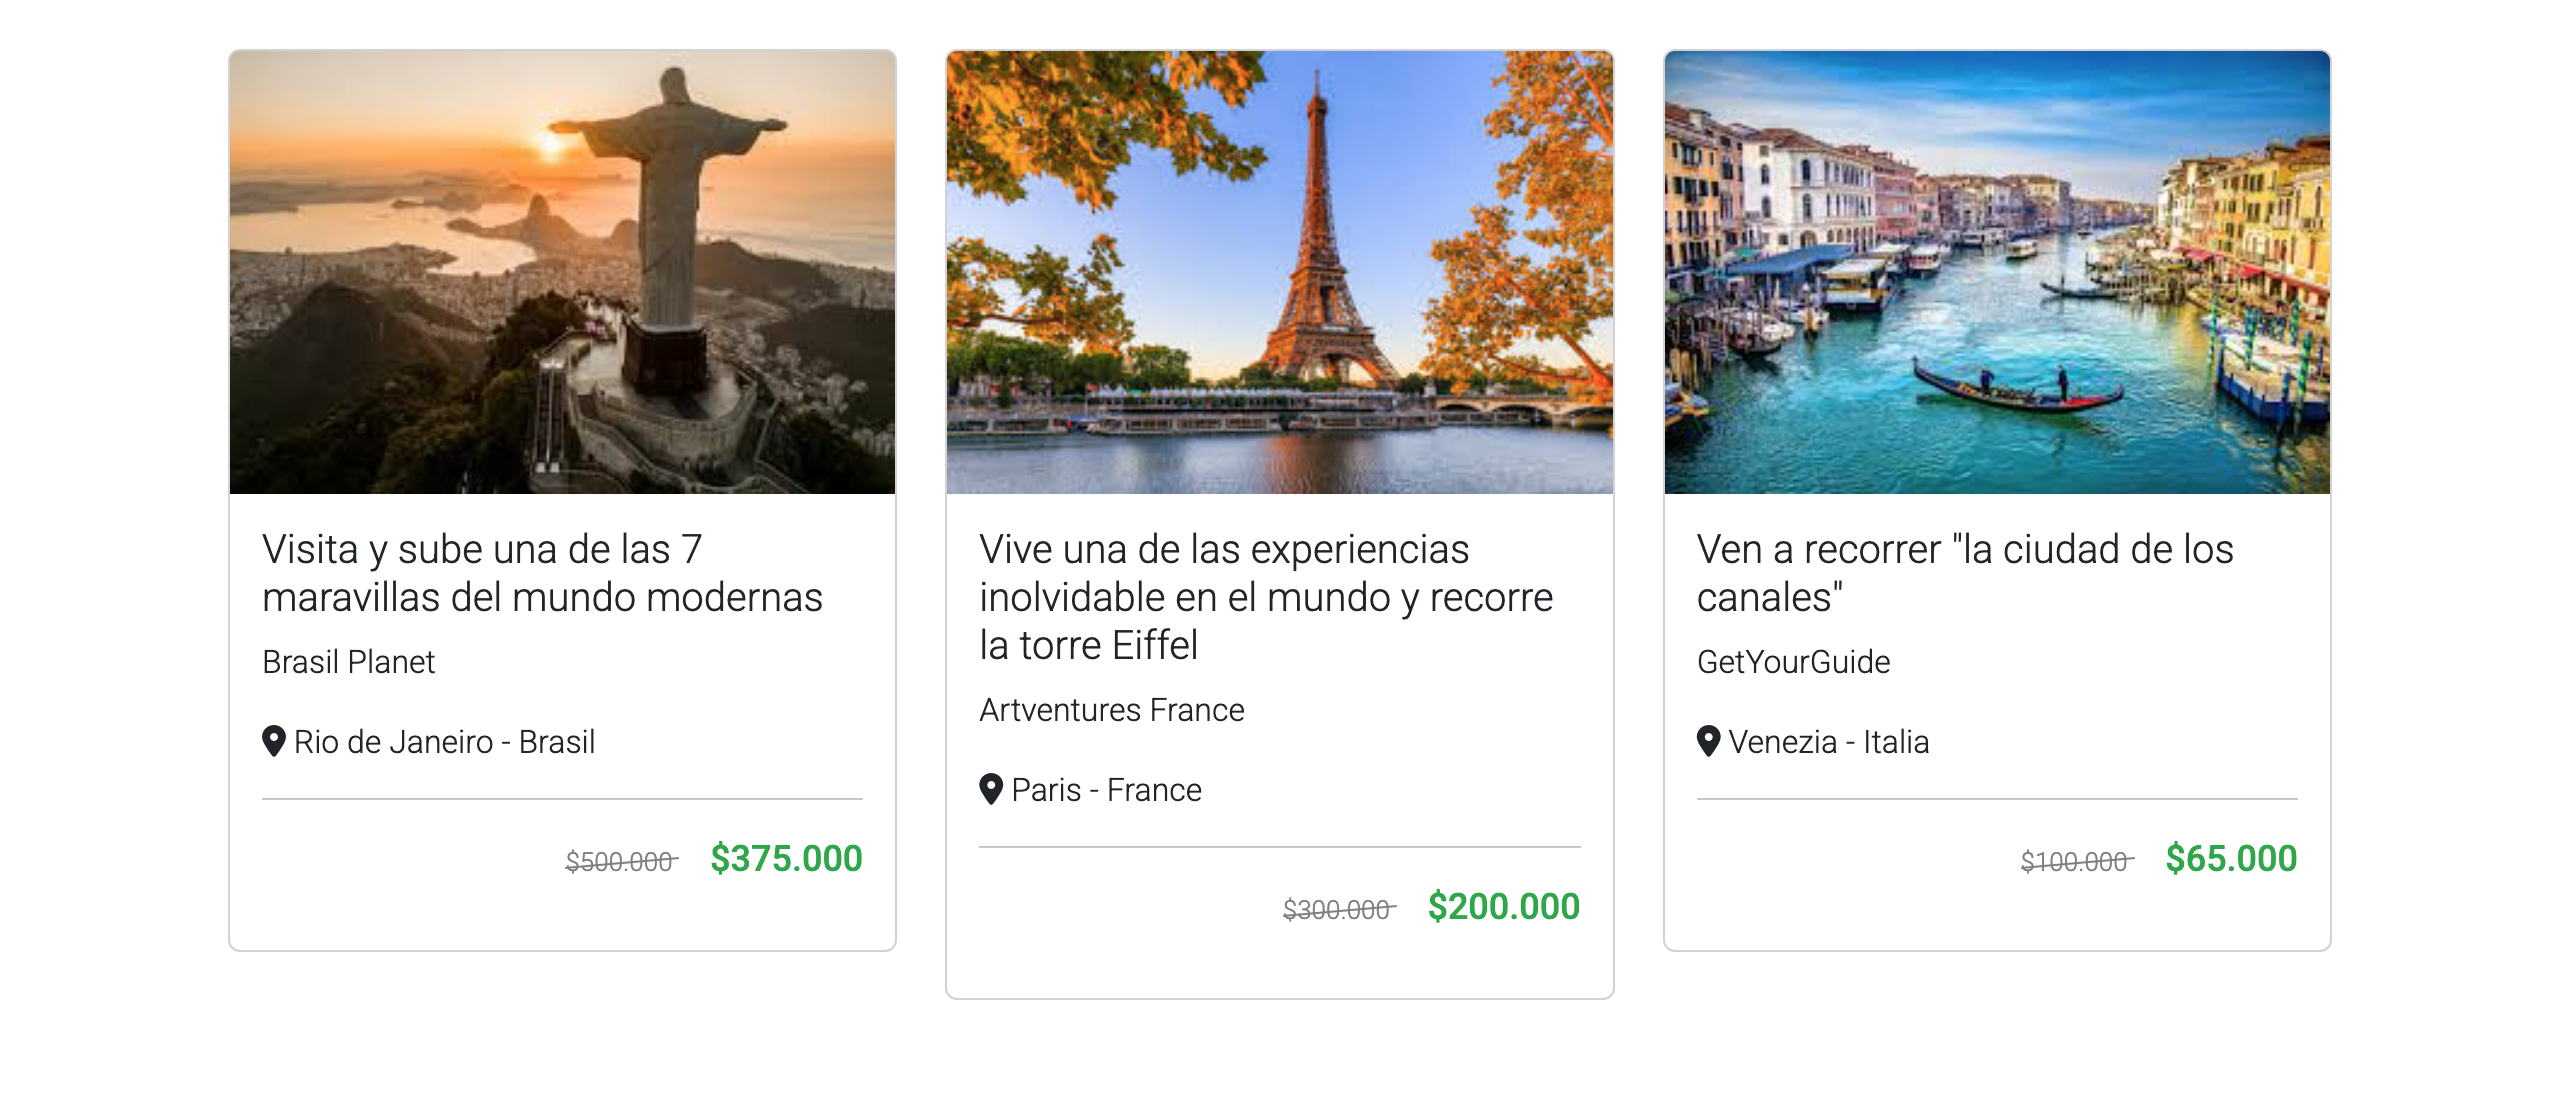 Visita y sube una de las 7
maravillas del mundo modernas
Brasil Planet
Rio de Janeiro - Brasil
$500.000 $375.000
Vive una de las experiencias
inolvidable en el mundo y recorre
la torre Eiffel
Artventures France
Paris - France
$300.000 $200.000
Ven a recorrer "la ciudad de los
canales"
GetYourGuide
Venezia - Italia
$100.000 $65.000